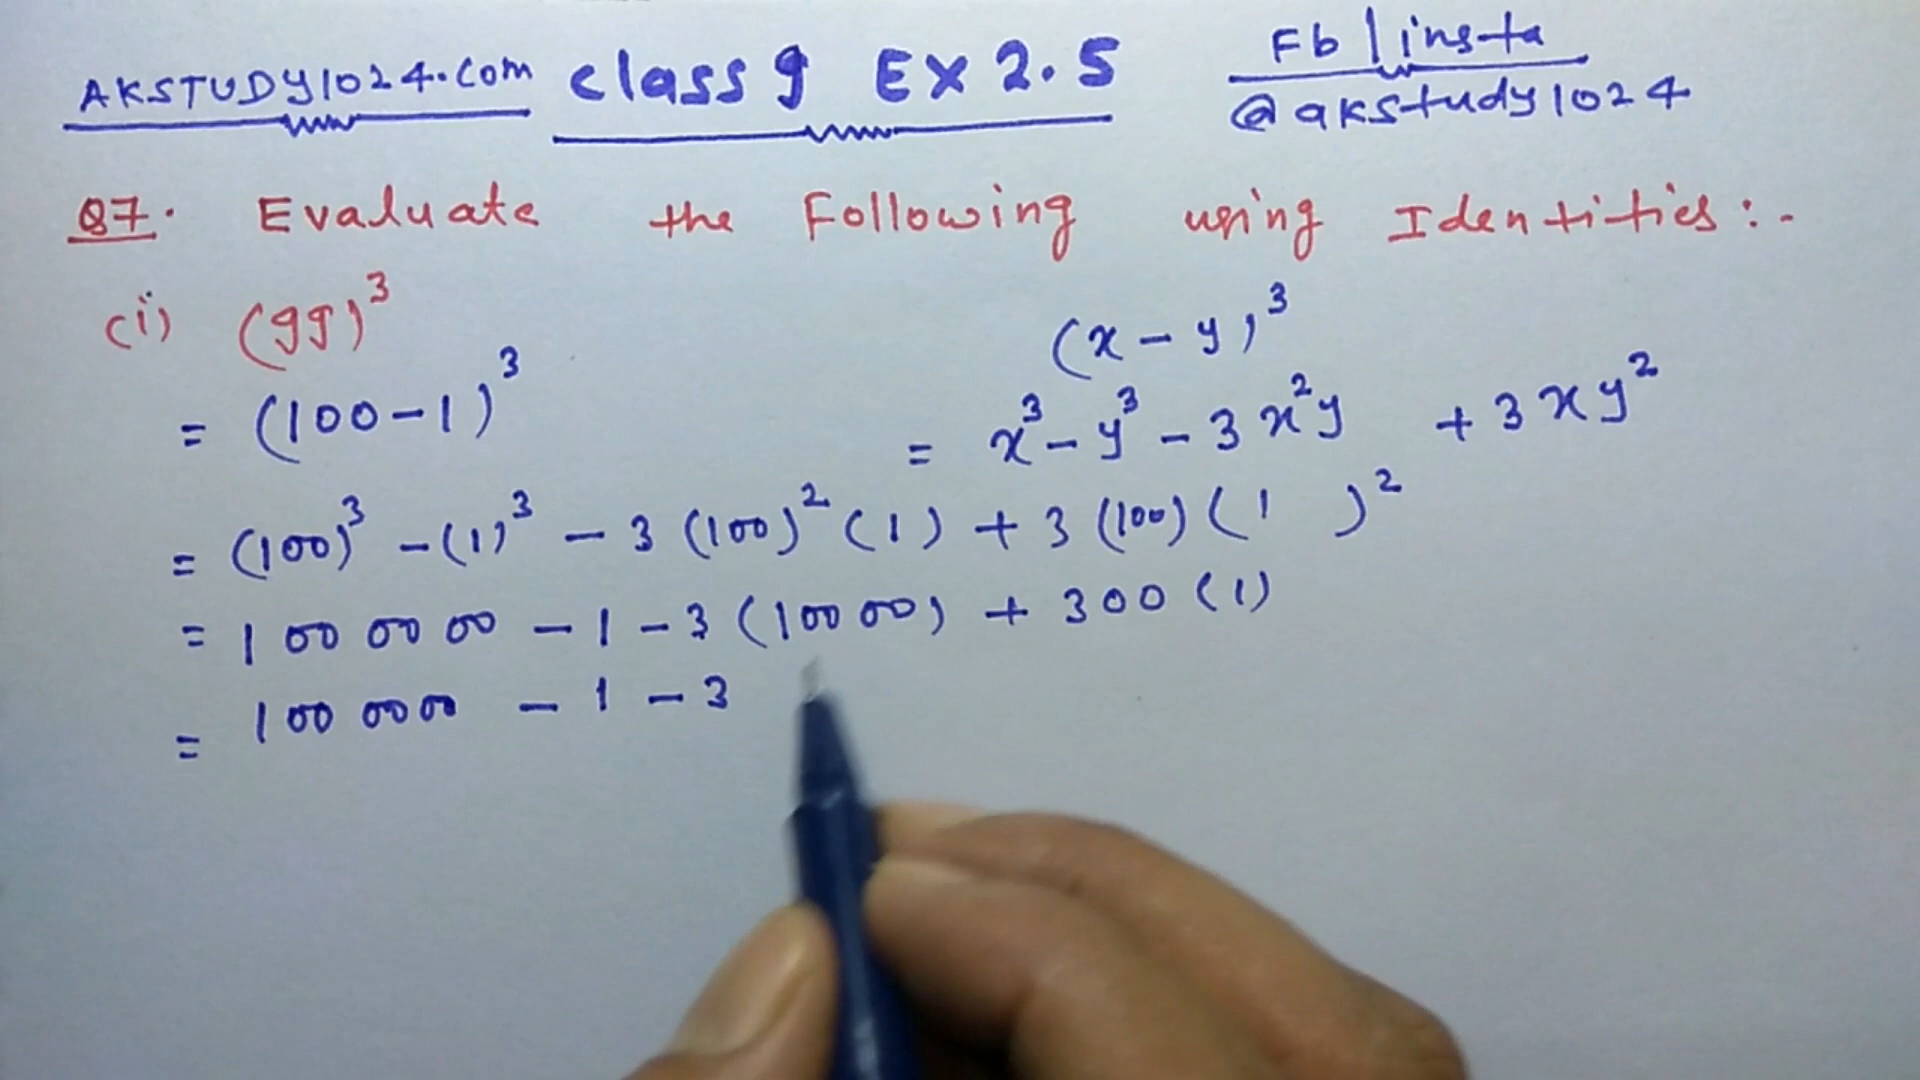 AKSTUDY1024.com class 9 EX 2.5 Fb | insta
@akstudy1024
Q7. Evaluate the Following using Identities:-
(i) (99)³
= (100-1)³
(x - y)³
= x³ - y³ - 3x²y + 3xy²
= (100)³ - (1)³ - 3 (100)² (1) + 3 (100) (1 )²
= 1000000 - 1 - 3 (10000) + 300 (1)
= 1000000 - 1 - 3